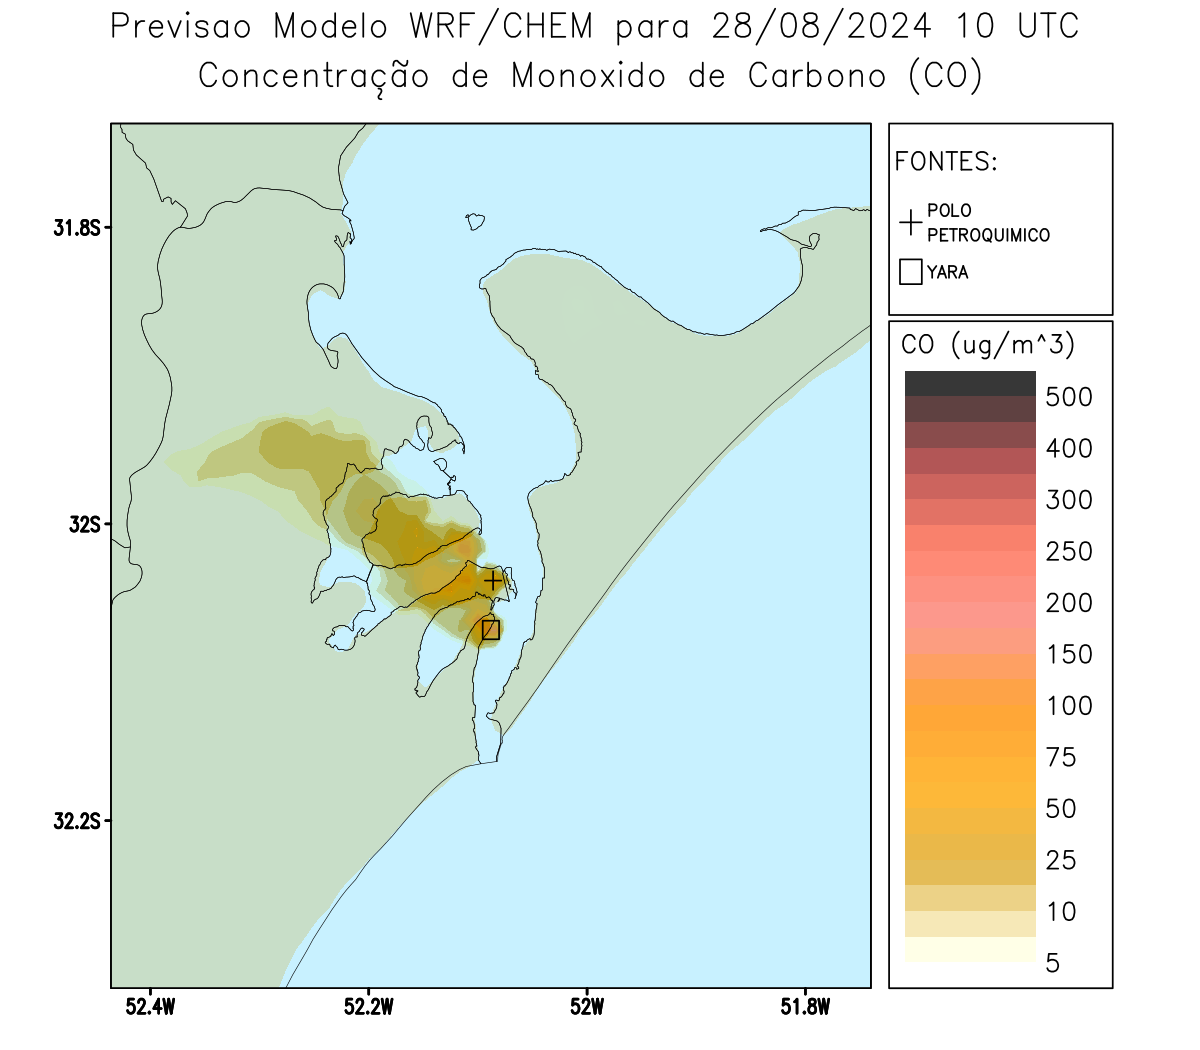 Previsao Modelo WRF/CHEM para 28/08/2024 10 UTC
Concentração de Monoxido de Carbono (CO)
FONTES:
POLO
PETROQUIMICO
YARA
CO (ug/m^3)
500
400
300
250
200
150
100
75
50
25
10
5
31.8S
32S
32.2S
52.4W
52.2W
52W
51.8W